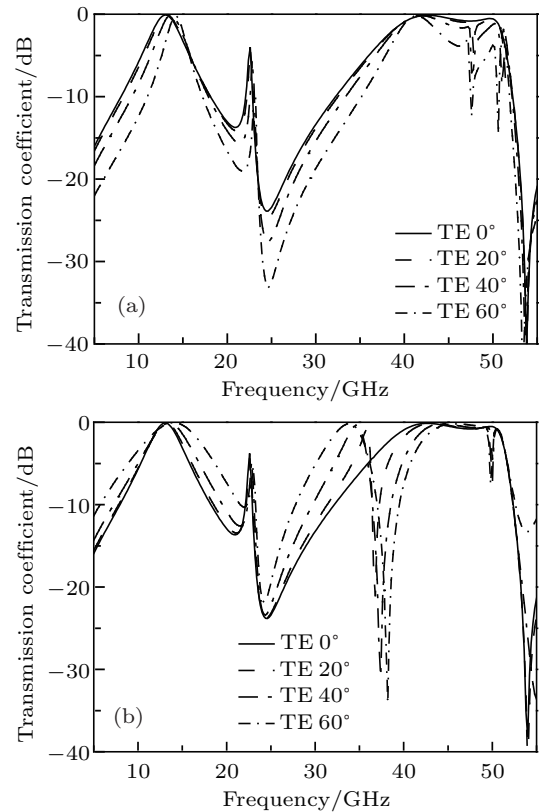 Transmission coefficient/dB
0
−10
−20
−30
−40
(a)
TE 0°
TE 20°
TE 40°
TE 60°
10 20 30 40 50
Frequency/GHz
Transmission coefficient/dB
0
−10
−20
−30
−40
(b)
TE 0°
TE 20°
TE 40°
TE 60°
10 20 30 40 50
Frequency/GHz